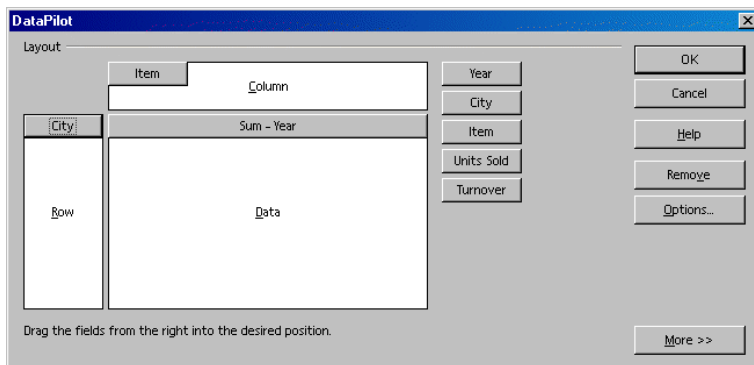 DataPilot
Layout
Item
Column
City
Sum - Year
Row
Data
Year
City
Item
Units Sold
Turnover
OK
Cancel
Help
Remove
Options...
Drag the fields from the right into the desired position.
More >>